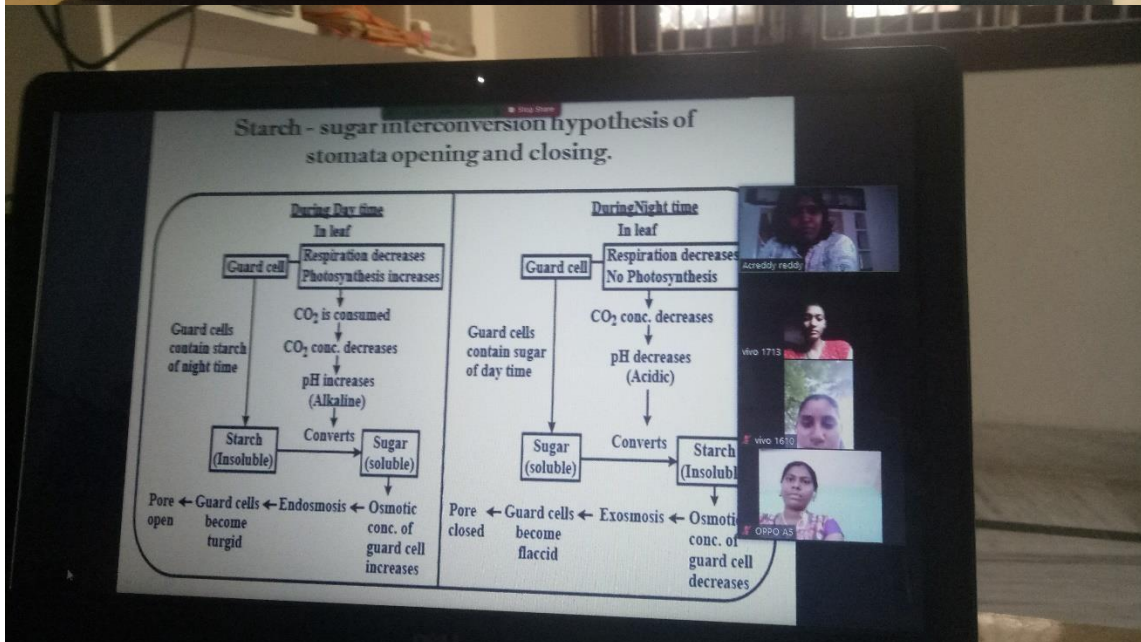 Stop Share
Starch - sugar interconversion hypothesis of
stomata opening and closing.
During Day time
In leaf
Guard cell
Respiration decreases
Photosynthesis increases
CO₂ is consumed
CO₂ conc. decreases
pH increases
(Alkaline)
Guard cells
contain starch
of night time
Starch
(Insoluble)
Converts
Sugar
(soluble)
Pore ← Guard cells ← Endosmosis ← Osmotic
open
become
turgid
conc. of
guard cell
increases
DuringNight time
In leaf
Guard cell
Respiration decreases
No Photosynthesis
CO₂ conc. decreases
pH decreases
(Acidic)
Guard cells
contain sugar
of day time
Sugar
(soluble)
Converts
Starch
(Insolubl
Pore ← Guard cells ← Exosmosis ← Osmoti
closed
become
flaccid
conc. of
guard cell
decreases
Acreddy reddy
vivo 1713
vivo 1610
OPPO A5